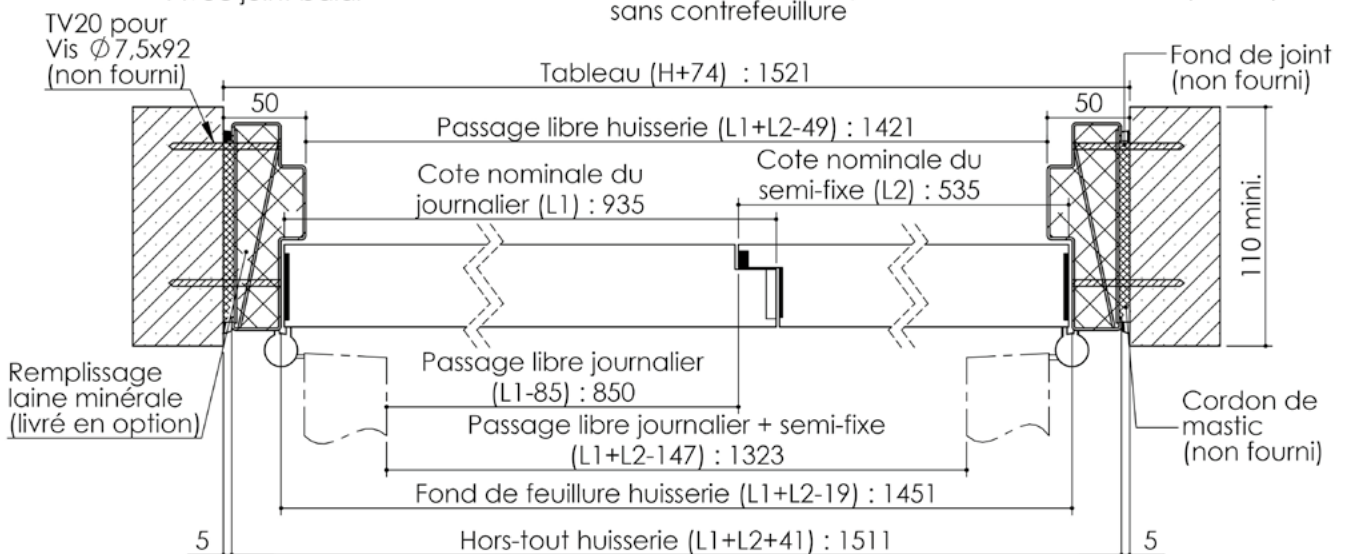 sans contrefeuillure
TV20 pour
Vis Ø7,5x92
(non fourni)
Fond de joint
(non fourni)
Tableau (H+74) : 1521
50
50
Passage libre huisserie (L1+L2-49) : 1421
Cote nominale du
journalier (L1) : 935
Cote nominale du
semi-fixe (L2) : 535
110 mini.
Passage libre journalier
(L1-85) : 850
Remplissage
laine minérale
(livré en option)
Cordon de
mastic
(non fourni)
Passage libre journalier + semi-fixe
(L1+L2-147) : 1323
Fond de feuillure huisserie (L1+L2-19) : 1451
5
Hors-tout huisserie (L1+L2+41) : 1511
5